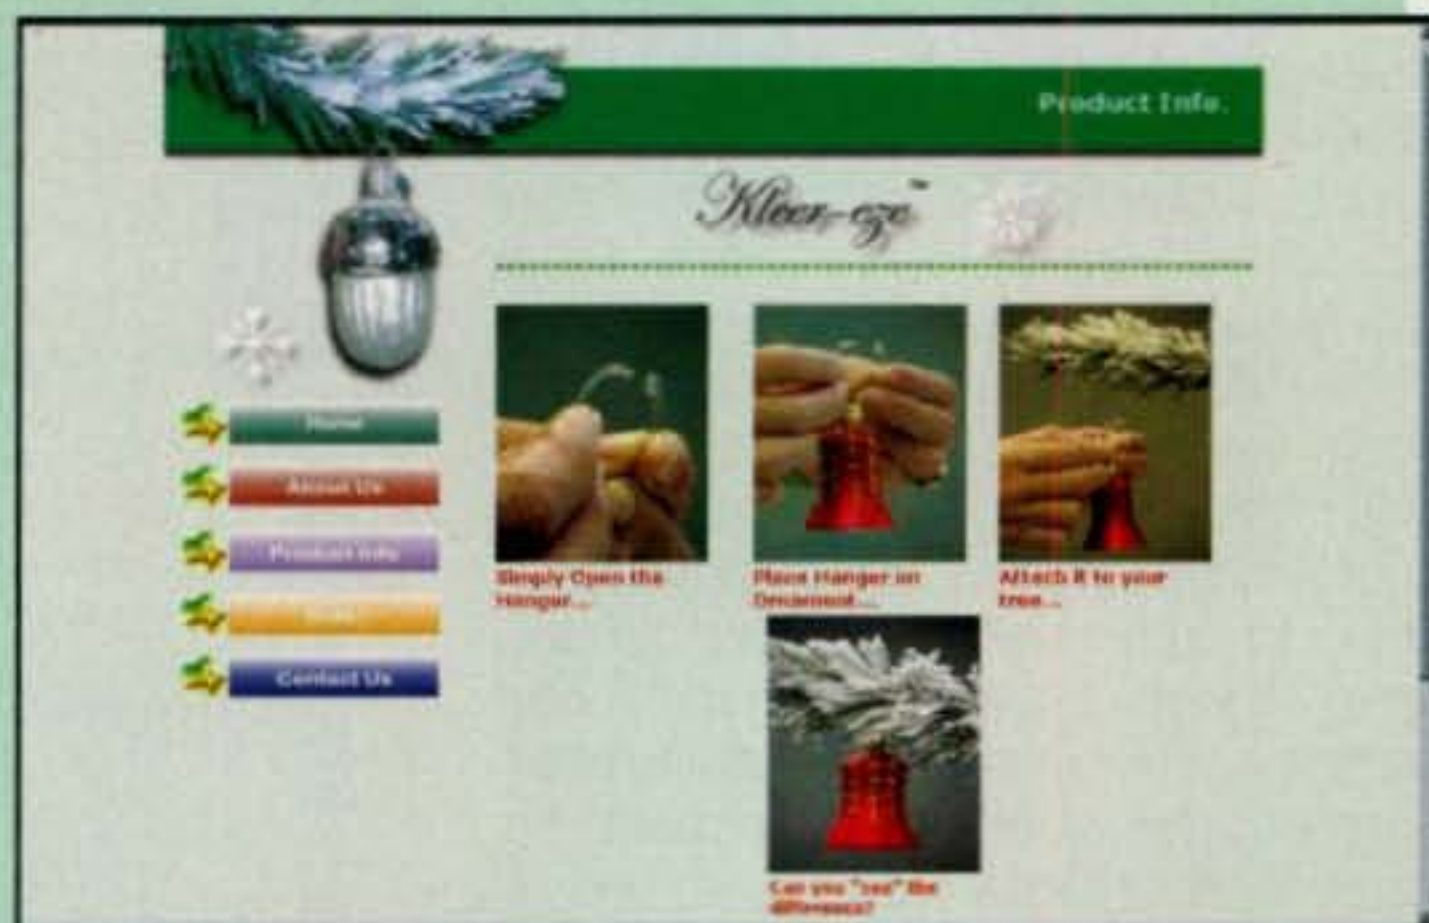 Product Info.
Kleer-eze™
Home
About Us
Product Info
Contact Us
Simply Open the
Hanger...
Place Hanger on
Ornament...
Attach it to your
tree...
Can you "see" the
difference?